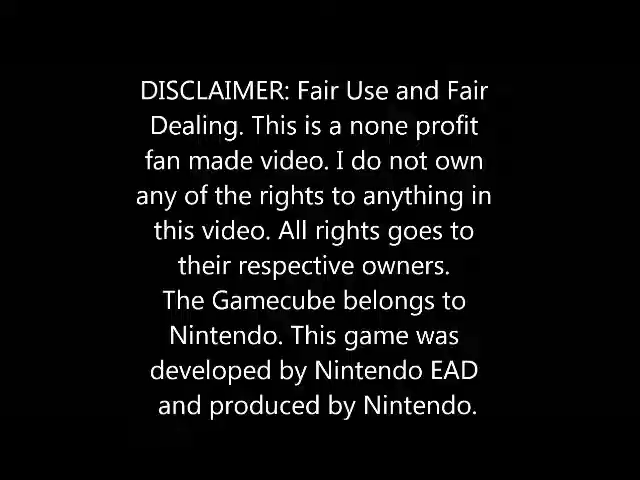 DISCLAIMER: Fair Use and Fair
Dealing. This is a none profit
fan made video. I do not own
any of the rights to anything in
this video. All rights goes to
their respective owners.
The Gamecube belongs to
Nintendo. This game was
developed by Nintendo EAD
and produced by Nintendo.